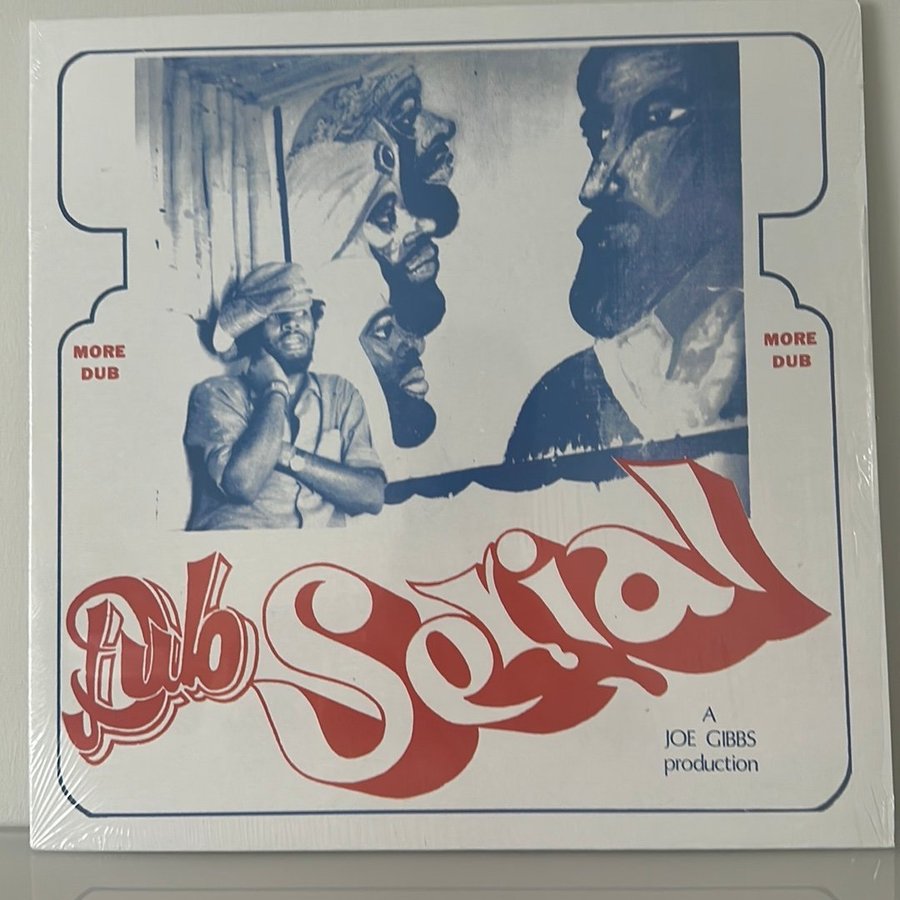 MORE
DUB
MORE
DUB
Dub Serial
A
JOE GIBBS
production